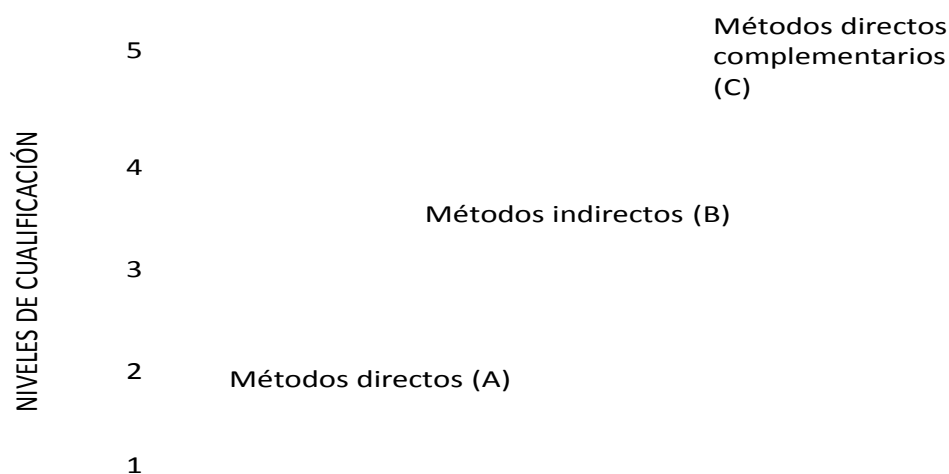 NIVELES DE CUALIFICACIÓN
5
Métodos directos
complementarios
(C)
4
Métodos indirectos (B)
3
2
Métodos directos (A)
1